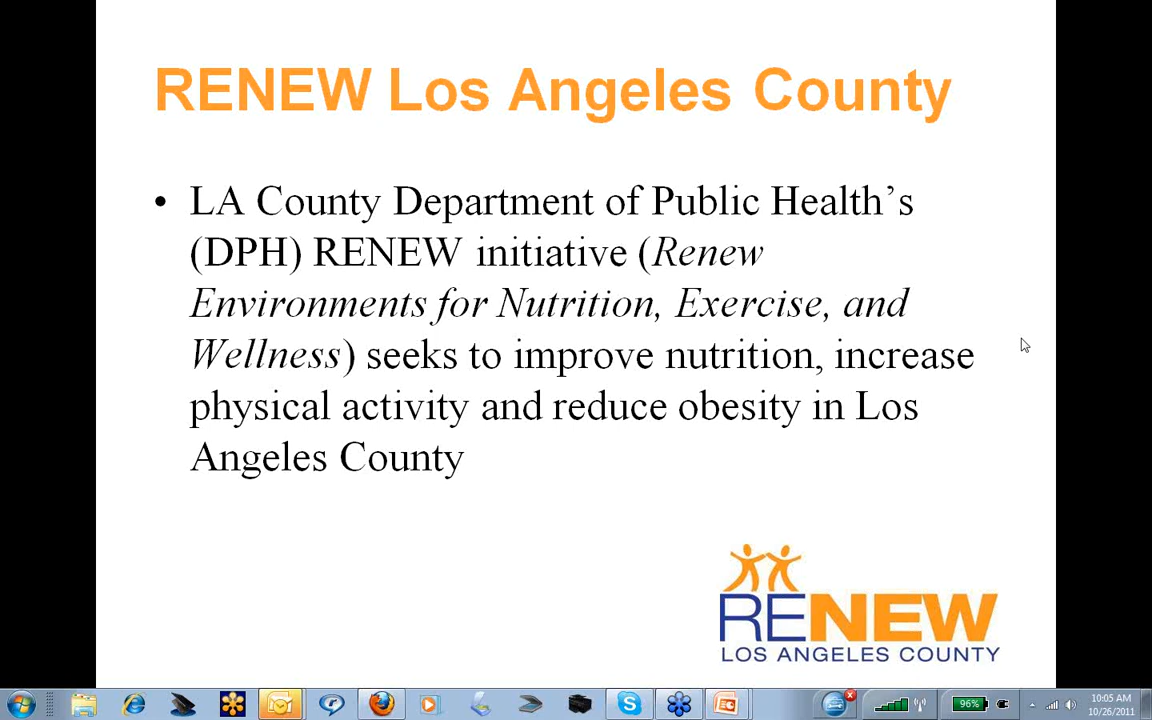 RENEW Los Angeles County
• LA County Department of Public Health’s
(DPH) RENEW initiative (Renew
Environments for Nutrition, Exercise, and
Wellness) seeks to improve nutrition, increase
physical activity and reduce obesity in Los
Angeles County
RENEW
LOS ANGELES COUNTY
96%
10:05 AM
10/26/2011